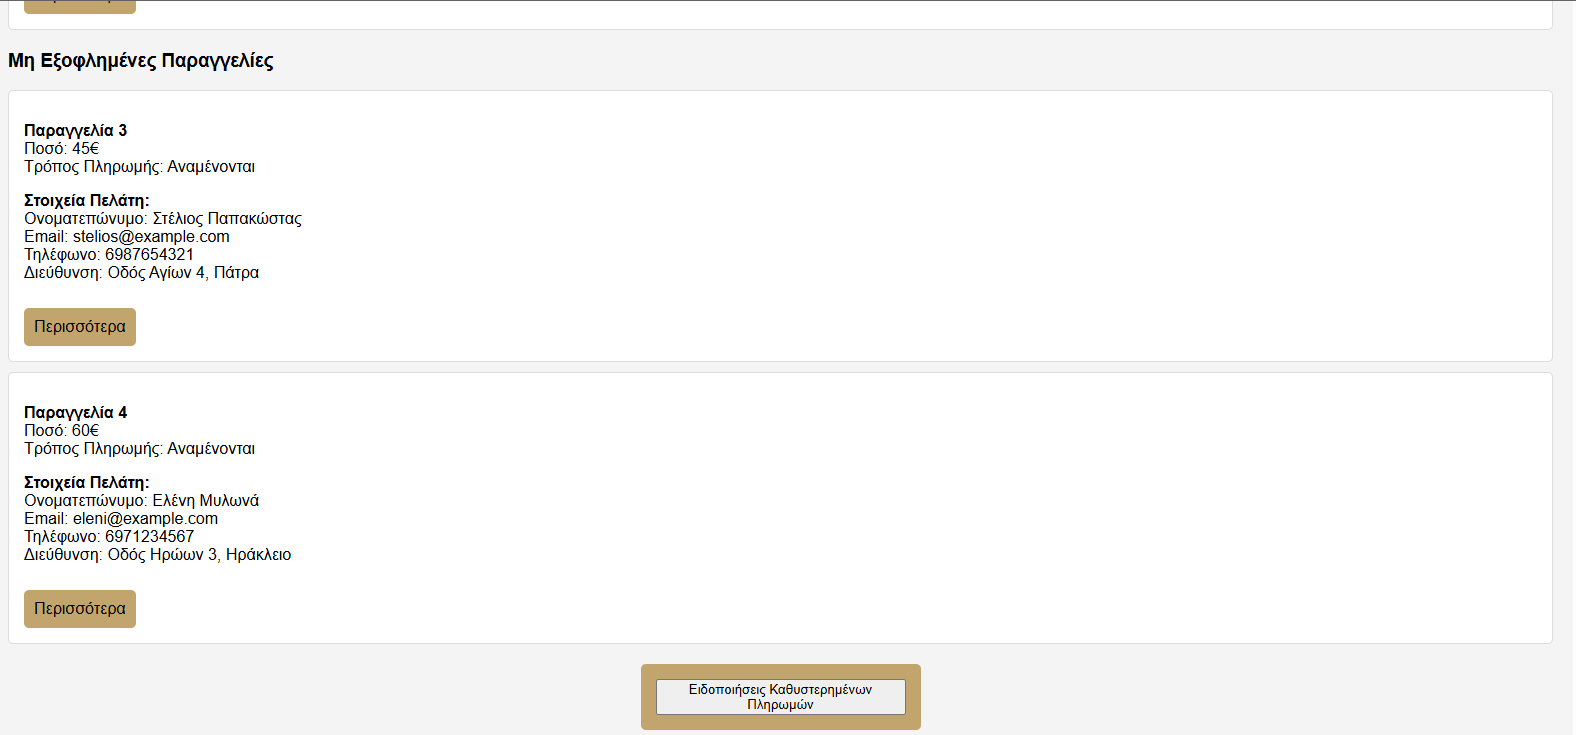 Μη Εξοφλημένες Παραγγελίες
Παραγγελία 3
Ποσό: 45€
Τρόπος Πληρωμής: Αναμένονται
Στοιχεία Πελάτη:
Ονοματεπώνυμο: Στέλιος Παπακώστας
Email: stelios@example.com
Τηλέφωνο: 6987654321
Διεύθυνση: Οδός Αγίων 4, Πάτρα
Περισσότερα
Παραγγελία 4
Ποσό: 60€
Τρόπος Πληρωμής: Αναμένονται
Στοιχεία Πελάτη:
Ονοματεπώνυμο: Ελένη Μυλωνά
Email: eleni@example.com
Τηλέφωνο: 6971234567
Διεύθυνση: Οδός Ηρώων 3, Ηράκλειο
Περισσότερα
Ειδοποιήσεις Καθυστερημένων
Πληρωμών